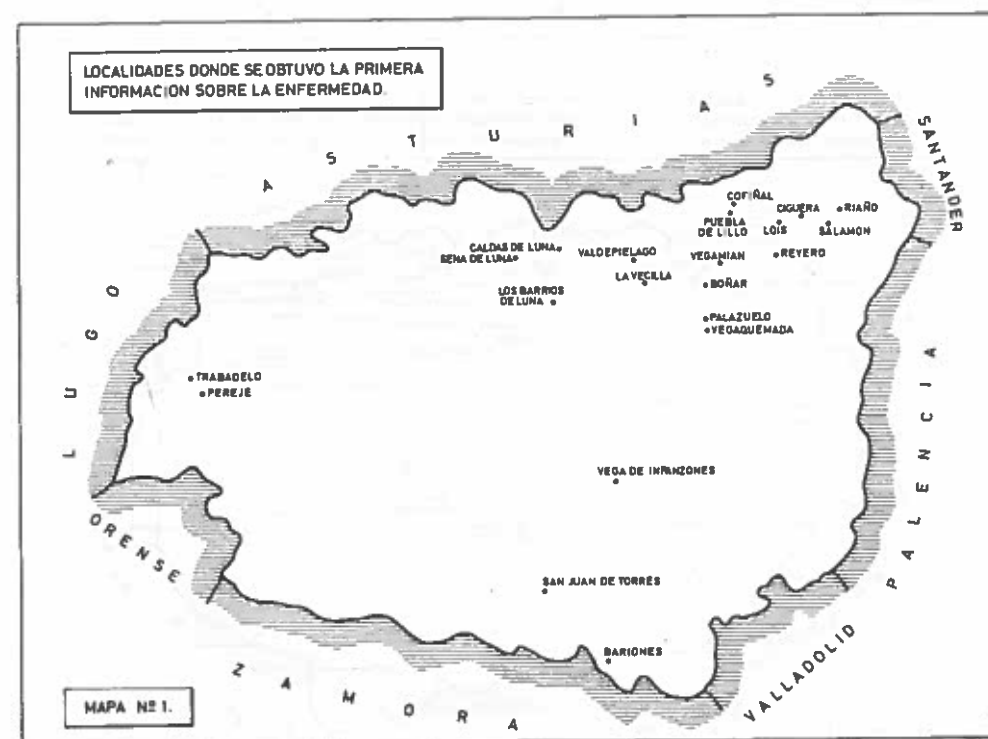 LOCALIDADES DONDE SE OBTUVO LA PRIMERA
INFORMACION SOBRE LA ENFERMEDAD.
ASTURIAS
SANTANDER
COFIÑAL
CIGUERA
RIAÑO
PUEBLA
DE LILLO
LOIS
SALAMON
CALDAS DE LUNA
SENA DE LUNA
VALDEPIELAGO
VEGAMIAN
REYERO
LA VECILLA
BOÑAR
LOS BARRIOS
DE LUNA
PALAZUELO
VEGAQUEMADA
LUGO
TRABADELO
PEREJE
PALENCIA
VEGA DE INFANZONES
ORENSE
SAN JUAN DE TORRES
BARIONES
VALLADOLID
ZAMORA
MAPA Nº 1.